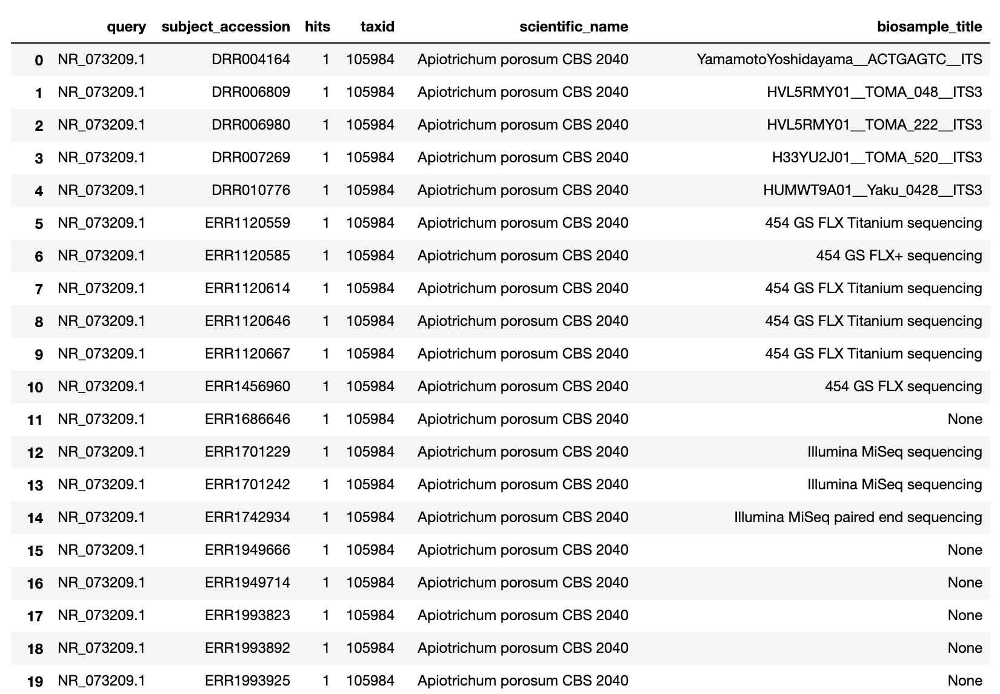 query subject_accession hits taxid scientific_name biosample_title
0 NR_073209.1 DRR004164 1 105984 Apiotrichum porosum CBS 2040 YamamotoYoshidayama__ACTGAGTC__ITS
1 NR_073209.1 DRR006809 1 105984 Apiotrichum porosum CBS 2040 HVL5RMY01__TOMA_048__ITS3
2 NR_073209.1 DRR006980 1 105984 Apiotrichum porosum CBS 2040 HVL5RMY01__TOMA_222__ITS3
3 NR_073209.1 DRR007269 1 105984 Apiotrichum porosum CBS 2040 H33YU2J01__TOMA_520__ITS3
4 NR_073209.1 DRR010776 1 105984 Apiotrichum porosum CBS 2040 HUMWT9A01__Yaku_0428__ITS3
5 NR_073209.1 ERR1120559 1 105984 Apiotrichum porosum CBS 2040 454 GS FLX Titanium sequencing
6 NR_073209.1 ERR1120585 1 105984 Apiotrichum porosum CBS 2040 454 GS FLX+ sequencing
7 NR_073209.1 ERR1120614 1 105984 Apiotrichum porosum CBS 2040 454 GS FLX Titanium sequencing
8 NR_073209.1 ERR1120646 1 105984 Apiotrichum porosum CBS 2040 454 GS FLX Titanium sequencing
9 NR_073209.1 ERR1120667 1 105984 Apiotrichum porosum CBS 2040 454 GS FLX Titanium sequencing
10 NR_073209.1 ERR1456960 1 105984 Apiotrichum porosum CBS 2040 454 GS FLX sequencing
11 NR_073209.1 ERR1686646 1 105984 Apiotrichum porosum CBS 2040 None
12 NR_073209.1 ERR1701229 1 105984 Apiotrichum porosum CBS 2040 Illumina MiSeq sequencing
13 NR_073209.1 ERR1701242 1 105984 Apiotrichum porosum CBS 2040 Illumina MiSeq sequencing
14 NR_073209.1 ERR1742934 1 105984 Apiotrichum porosum CBS 2040 Illumina MiSeq paired end sequencing
15 NR_073209.1 ERR1949666 1 105984 Apiotrichum porosum CBS 2040 None
16 NR_073209.1 ERR1949714 1 105984 Apiotrichum porosum CBS 2040 None
17 NR_073209.1 ERR1993823 1 105984 Apiotrichum porosum CBS 2040 None
18 NR_073209.1 ERR1993892 1 105984 Apiotrichum porosum CBS 2040 None
19 NR_073209.1 ERR1993925 1 105984 Apiotrichum porosum CBS 2040 None